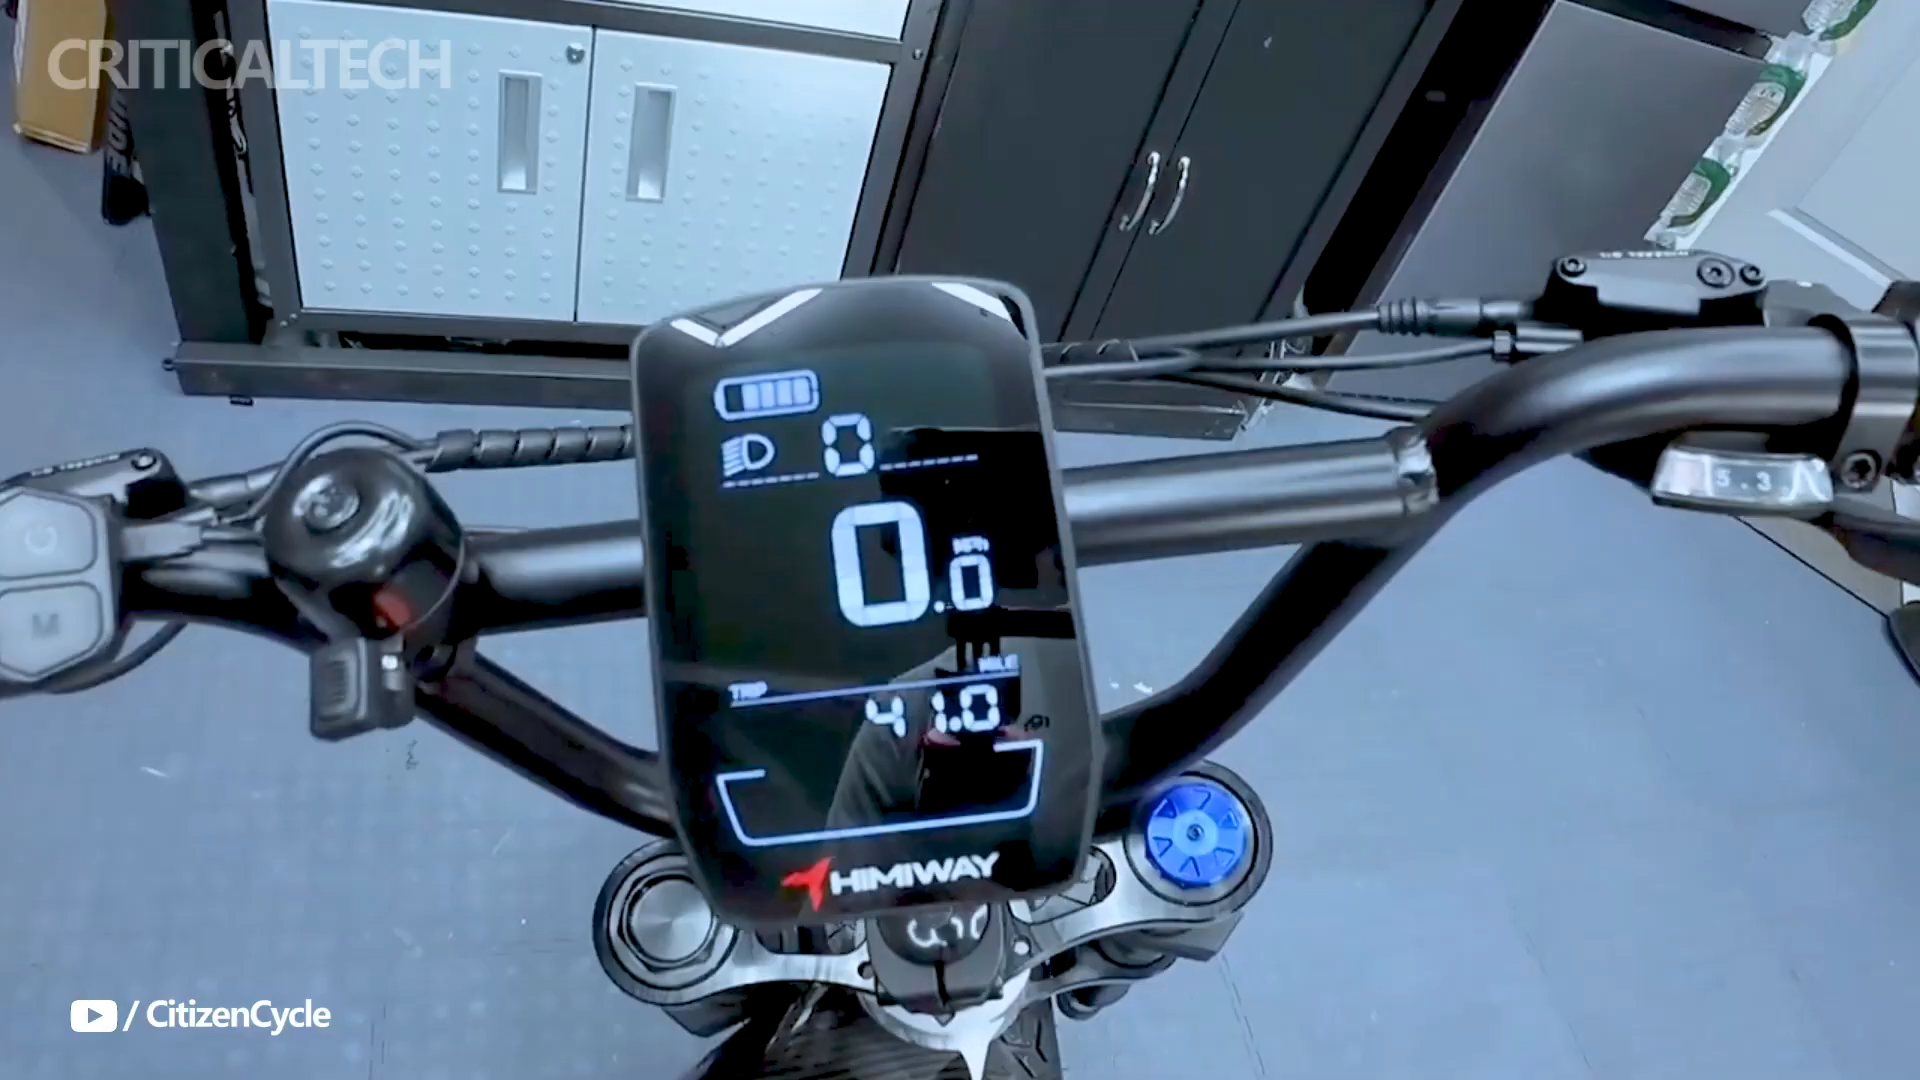 CRITICALTECH
0
MPH
0.0
MILE
TRIP
41.0
HIMIWAY
M
5.3
/ CitizenCycle